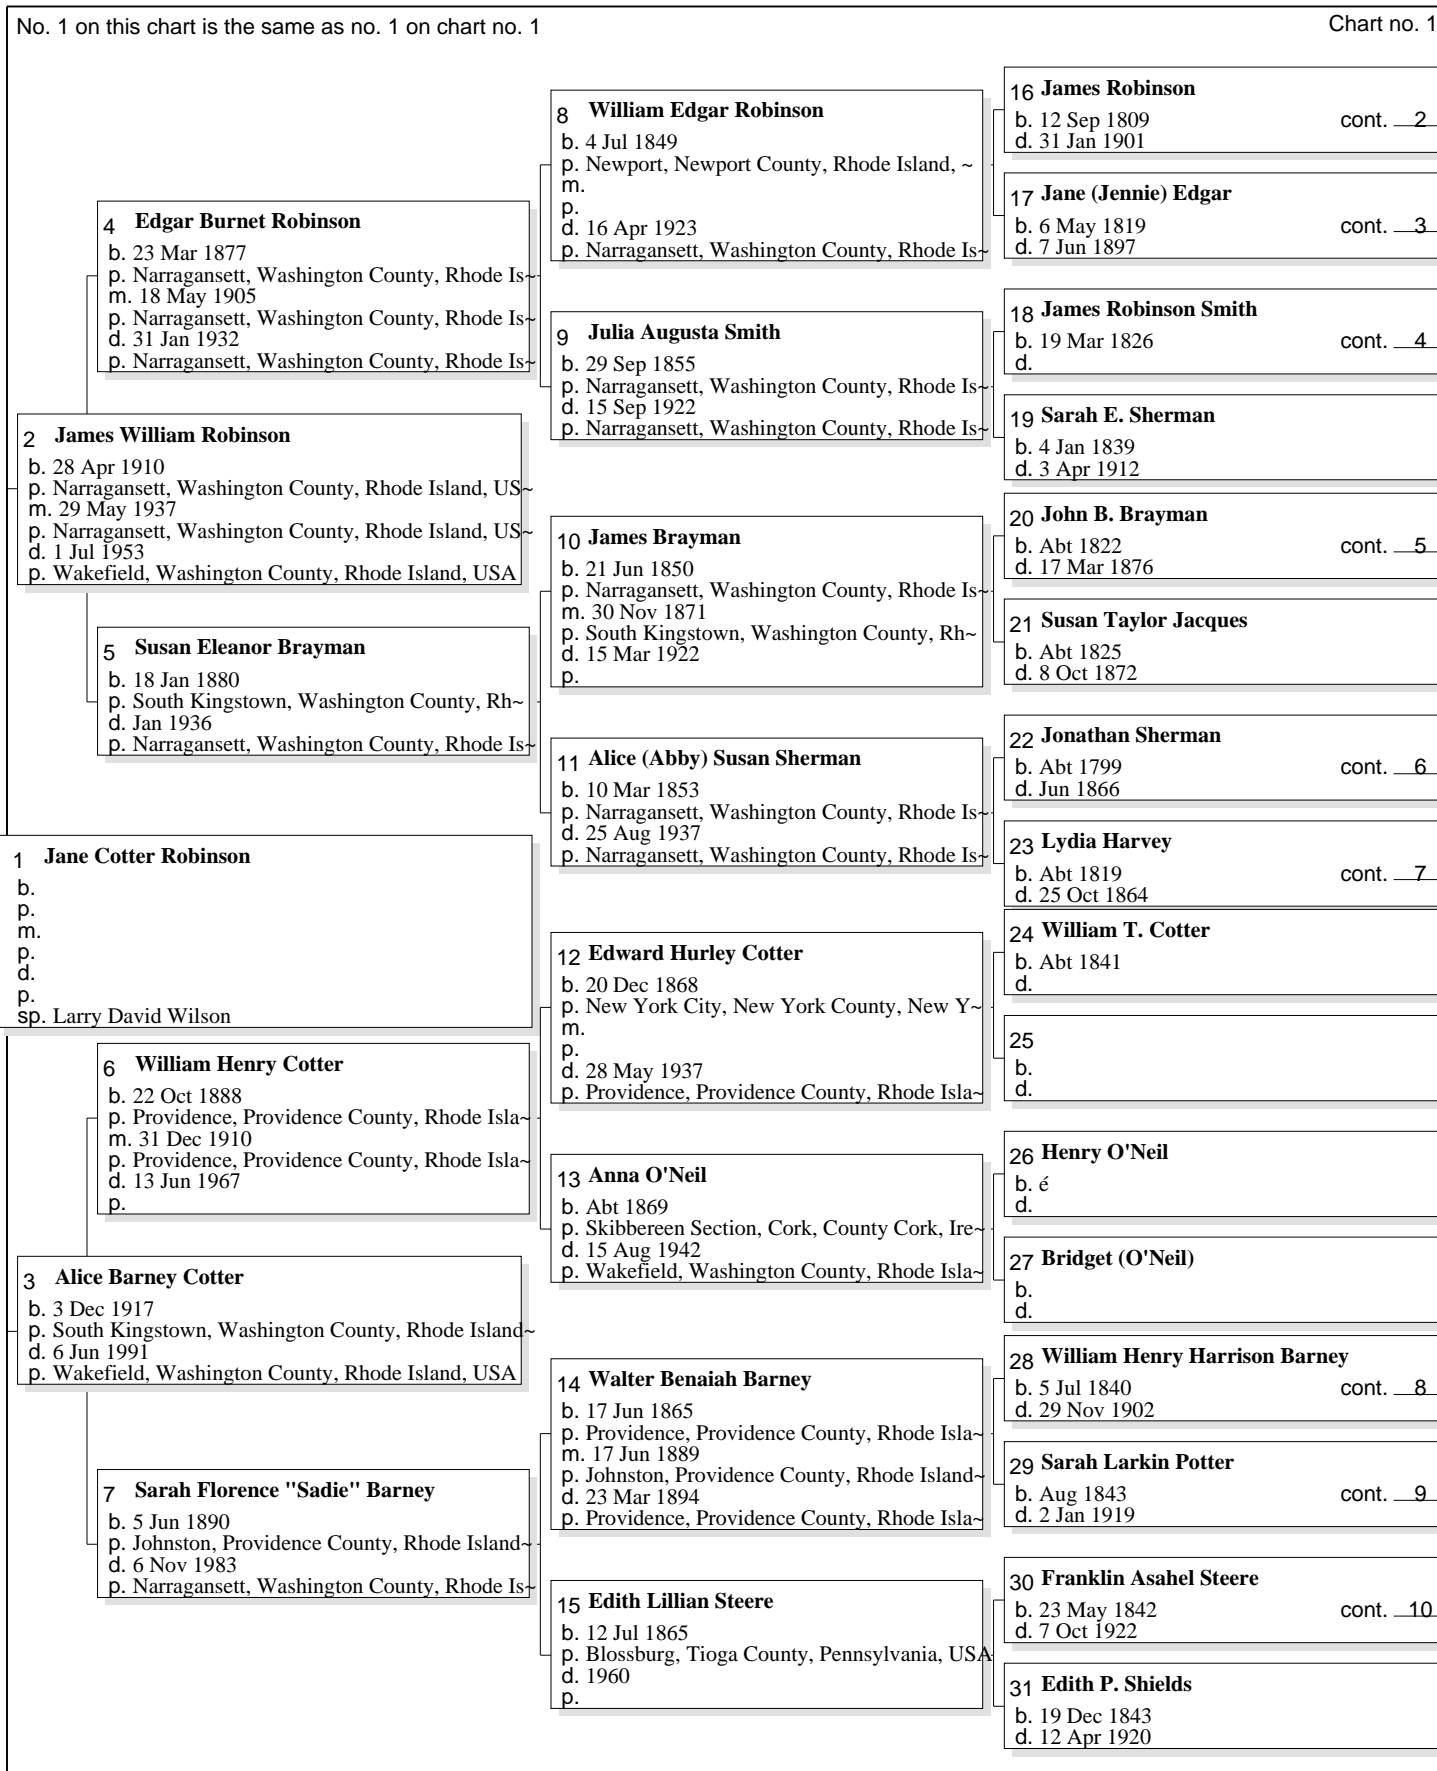 No. 1 on this chart is the same as no. 1 on chart no. 1
Chart no. 1
1 Jane Cotter Robinson
b.
p.
m.
p.
d.
p.
sp. Larry David Wilson
2 James William Robinson
b. 28 Apr 1910
p. Narragansett, Washington County, Rhode Island, US~
m. 29 May 1937
p. Narragansett, Washington County, Rhode Island, US~
d. 1 Jul 1953
p. Wakefield, Washington County, Rhode Island, USA
3 Alice Barney Cotter
b. 3 Dec 1917
p. South Kingstown, Washington County, Rhode Island~
d. 6 Jun 1991
p. Wakefield, Washington County, Rhode Island, USA
4 Edgar Burnet Robinson
b. 23 Mar 1877
p. Narragansett, Washington County, Rhode Is~
m. 18 May 1905
p. Narragansett, Washington County, Rhode Is~
d. 31 Jan 1932
p. Narragansett, Washington County, Rhode Is~
5 Susan Eleanor Brayman
b. 18 Jan 1880
p. South Kingstown, Washington County, Rh~
d. Jan 1936
p. Narragansett, Washington County, Rhode Is~
6 William Henry Cotter
b. 22 Oct 1888
p. Providence, Providence County, Rhode Isla~
m. 31 Dec 1910
p. Providence, Providence County, Rhode Isla~
d. 13 Jun 1967
p.
7 Sarah Florence "Sadie" Barney
b. 5 Jun 1890
p. Johnston, Providence County, Rhode Island~
d. 6 Nov 1983
p. Narragansett, Washington County, Rhode Is~
8 William Edgar Robinson
b. 4 Jul 1849
p. Newport, Newport County, Rhode Island, ~
m.
p.
d. 16 Apr 1923
p. Narragansett, Washington County, Rhode Is~
9 Julia Augusta Smith
b. 29 Sep 1855
p. Narragansett, Washington County, Rhode Is~
d. 15 Sep 1922
p. Narragansett, Washington County, Rhode Is~
10 James Brayman
b. 21 Jun 1850
p. Narragansett, Washington County, Rhode Is~
m. 30 Nov 1871
p. South Kingstown, Washington County, Rh~
d. 15 Mar 1922
p.
11 Alice (Abby) Susan Sherman
b. 10 Mar 1853
p. Narragansett, Washington County, Rhode Is~
d. 25 Aug 1937
p. Narragansett, Washington County, Rhode Is~
12 Edward Hurley Cotter
b. 20 Dec 1868
p. New York City, New York County, New Y~
m.
p.
d. 28 May 1937
p. Providence, Providence County, Rhode Isla~
13 Anna O'Neil
b. Abt 1869
p. Skibbereen Section, Cork, County Cork, Ire~
d. 15 Aug 1942
p. Wakefield, Washington County, Rhode Isla~
14 Walter Benaiah Barney
b. 17 Jun 1865
p. Providence, Providence County, Rhode Isla~
m. 17 Jun 1889
p. Johnston, Providence County, Rhode Island~
d. 23 Mar 1894
p. Providence, Providence County, Rhode Isla~
15 Edith Lillian Steere
b. 12 Jul 1865
p. Blossburg, Tioga County, Pennsylvania, USA
d. 1960
p.
16 James Robinson
b. 12 Sep 1809 cont. 2
d. 31 Jan 1901
17 Jane (Jennie) Edgar
b. 6 May 1819 cont. 3
d. 7 Jun 1897
18 James Robinson Smith
b. 19 Mar 1826 cont. 4
d.
19 Sarah E. Sherman
b. 4 Jan 1839
d. 3 Apr 1912
20 John B. Brayman
b. Abt 1822 cont. 5
d. 17 Mar 1876
21 Susan Taylor Jacques
b. Abt 1825
d. 8 Oct 1872
22 Jonathan Sherman
b. Abt 1799 cont. 6
d. Jun 1866
23 Lydia Harvey
b. Abt 1819 cont. 7
d. 25 Oct 1864
24 William T. Cotter
b. Abt 1841
d.
25
b.
d.
26 Henry O'Neil
b. é
d.
27 Bridget (O'Neil)
b.
d.
28 William Henry Harrison Barney
b. 5 Jul 1840 cont. 8
d. 29 Nov 1902
29 Sarah Larkin Potter
b. Aug 1843 cont. 9
d. 2 Jan 1919
30 Franklin Asahel Steere
b. 23 May 1842 cont. 10
d. 7 Oct 1922
31 Edith P. Shields
b. 19 Dec 1843
d. 12 Apr 1920